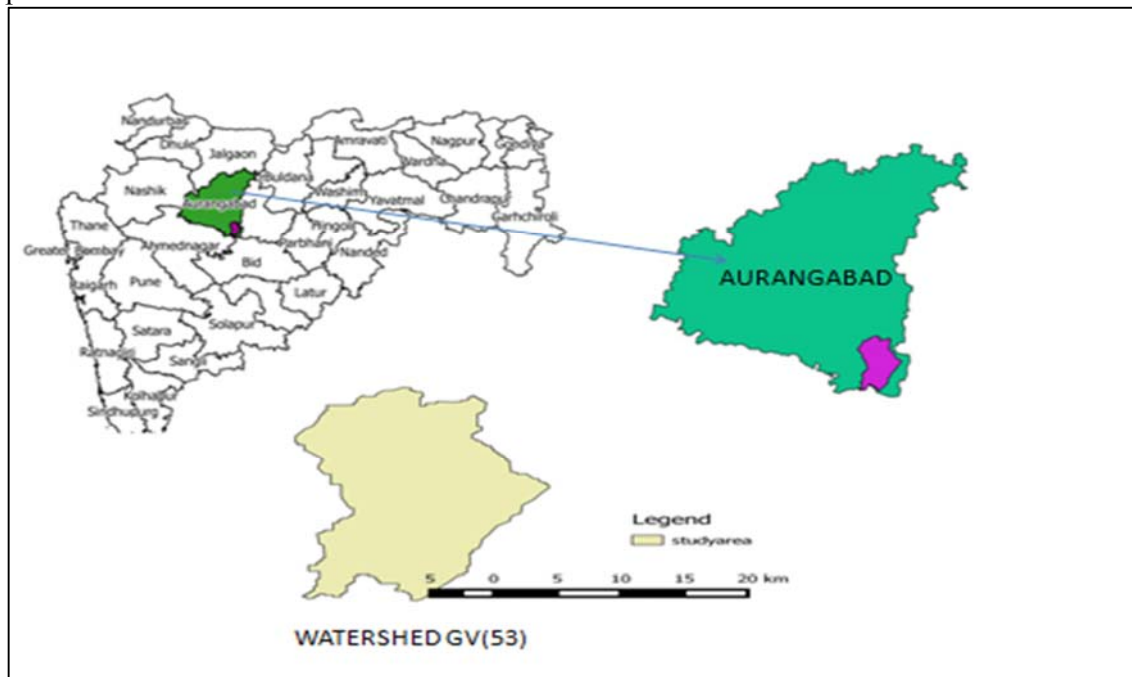 Nandurbar
Dhule
Jalgaon
Amravati
Nagpur
Gondiya
Buldana
Wardha
Nashik
Washim
Aurangabad
Yavatmal
Chandrapur
Garhchiroli
Thane
Hingoli
Ahmednagar
Parbhani
Nanded
Greater Bombay
Bid
Raigarh
Pune
Latur
Solapur
Satara
Ratnagiri
Sangli
Kolhapur
Sindhupurg
AURANGABAD
Legend
studyarea
5 0 5 10 15 20 km
WATERSHED GV(53)